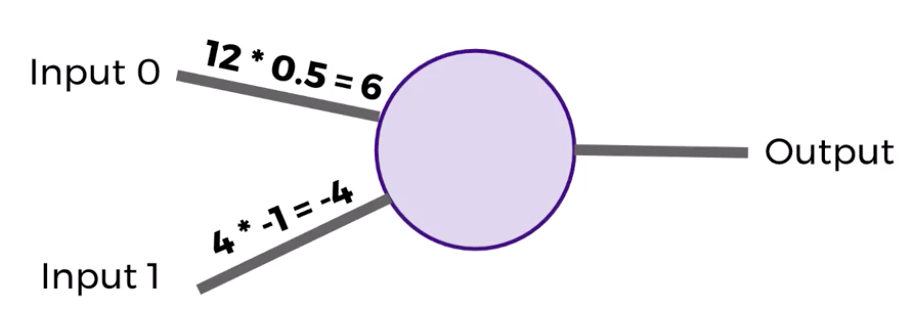 Input 0
12 * 0.5 = 6
Output
4 * -1 = -4
Input 1